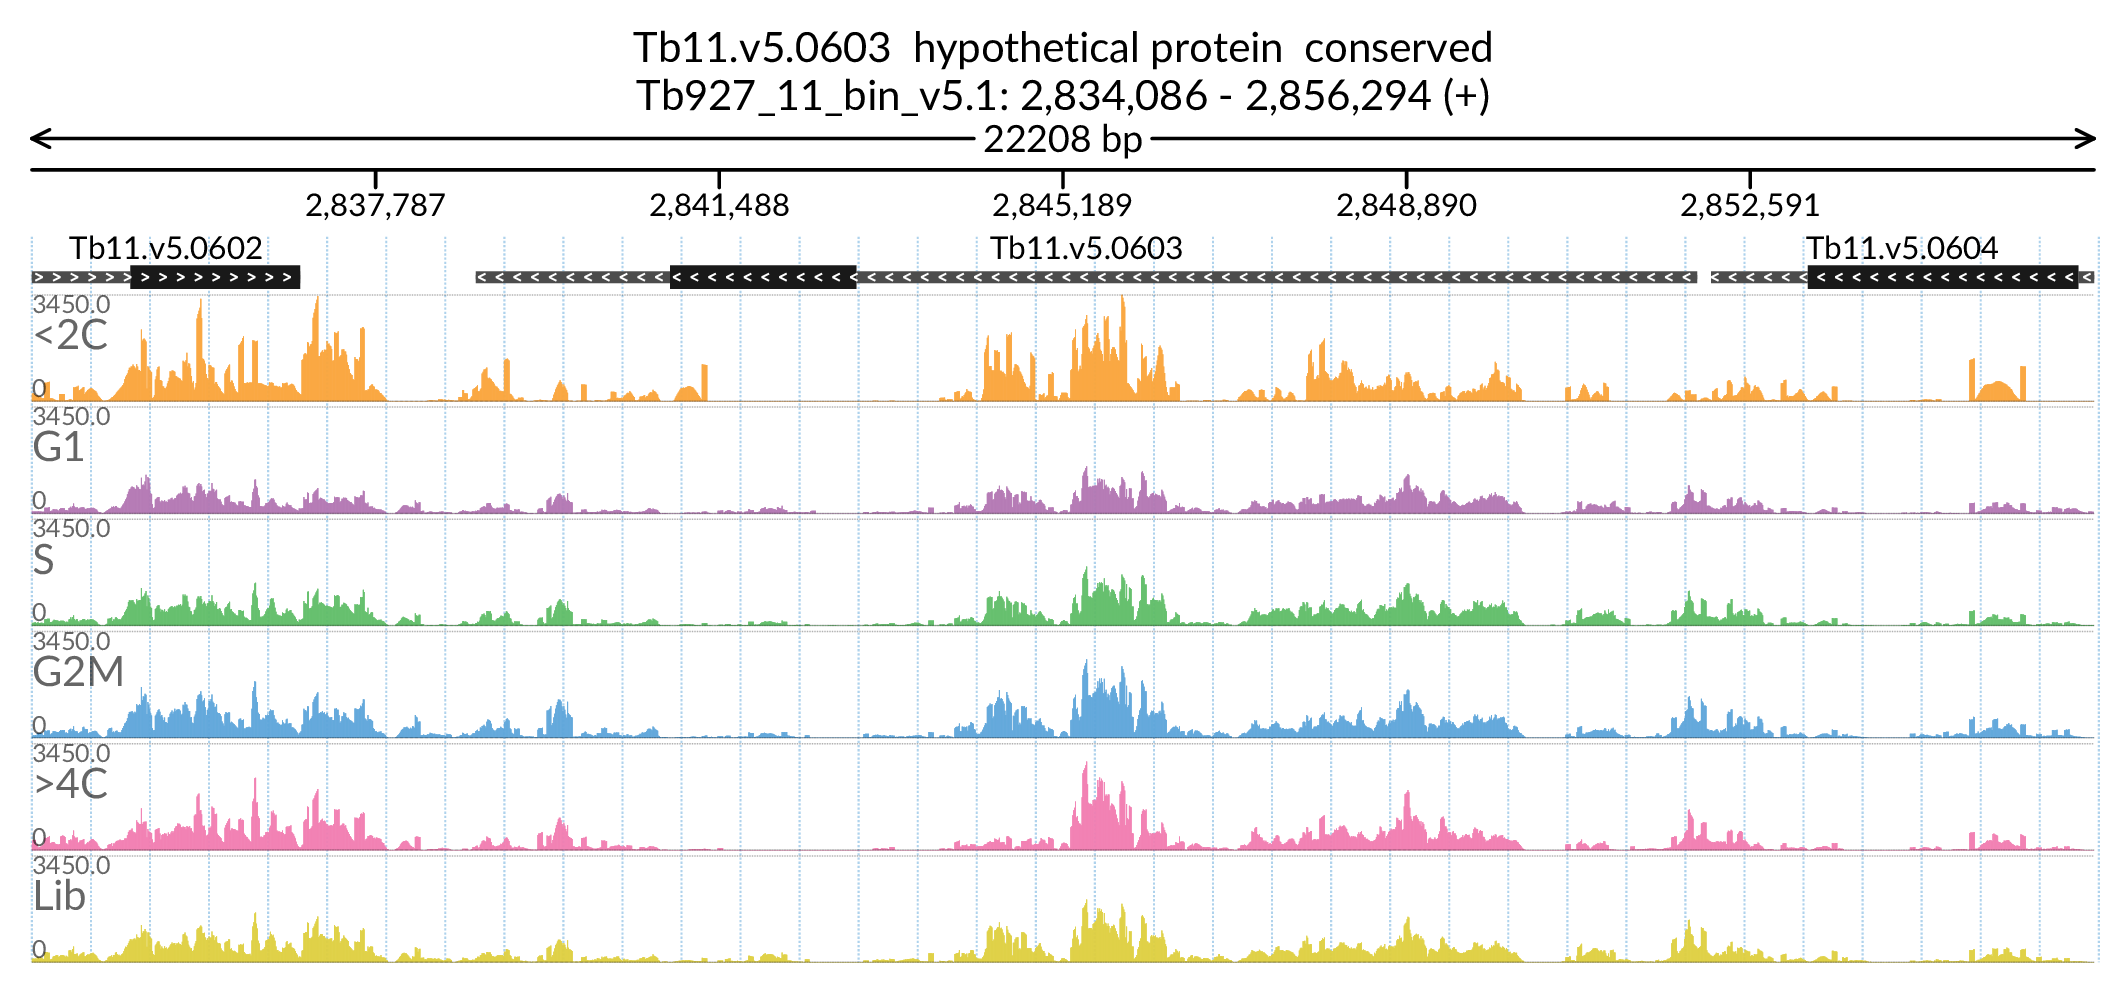 Tb11.v5.0603 hypothetical protein conserved
Tb927_11_bin_v5.1: 2,834,086 - 2,856,294 (+)
22208 bp
2,837,787 2,841,488 2,845,189 2,848,890 2,852,591
Tb11.v5.0602 Tb11.v5.0603 Tb11.v5.0604
3450.0
<2C
0
3450.0
G1
0
3450.0
S
0
3450.0
G2M
0
3450.0
>4C
0
3450.0
Lib
0